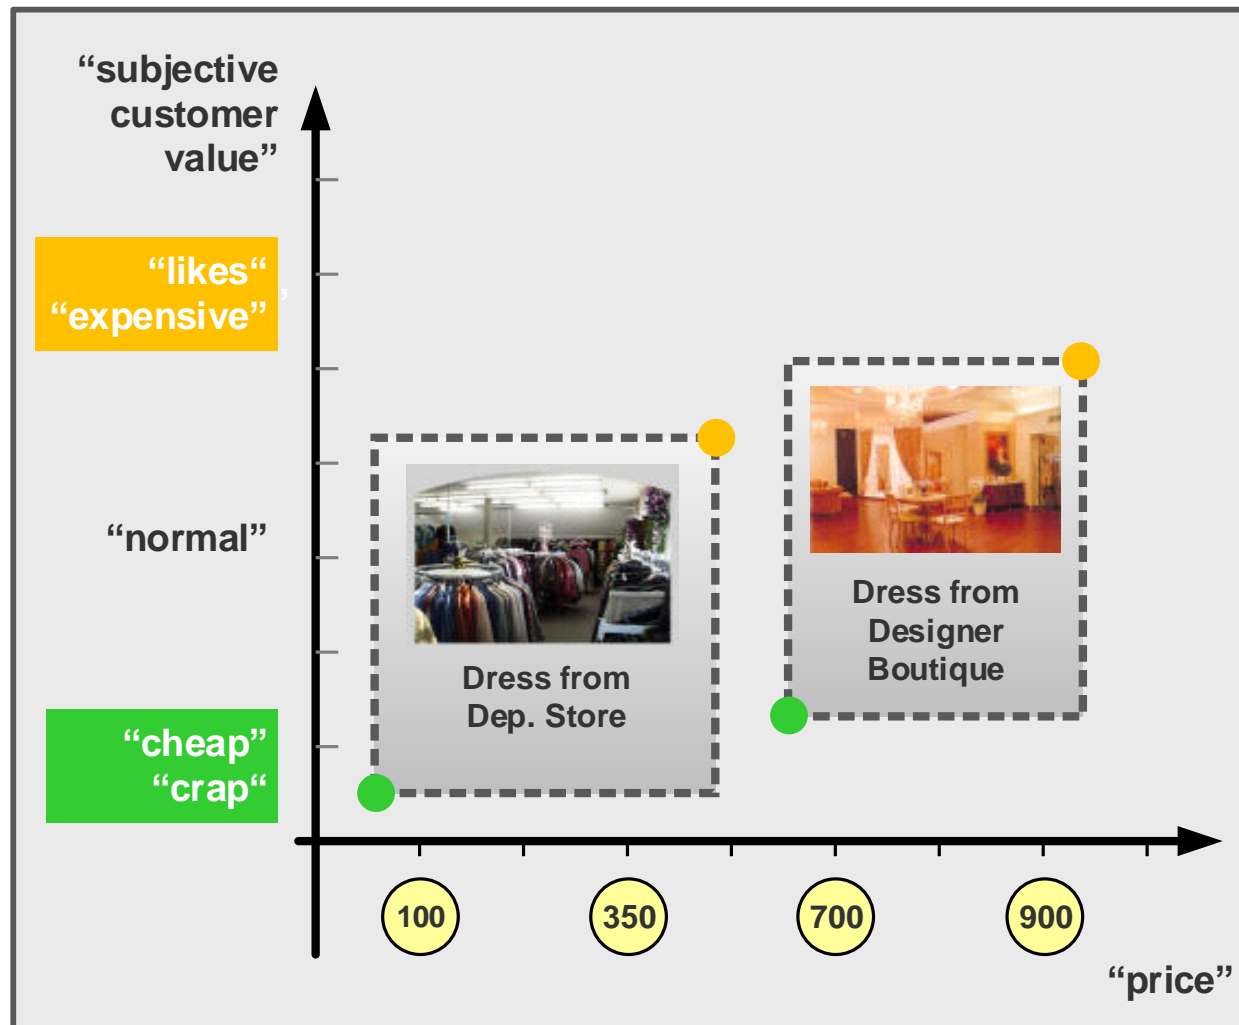 “subjective
customer
value”
“likes“ ,
“expensive”
“normal”
“cheap”
“crap“
Dress from
Dep. Store
Dress from
Designer
Boutique
100
350
700
900
“price”